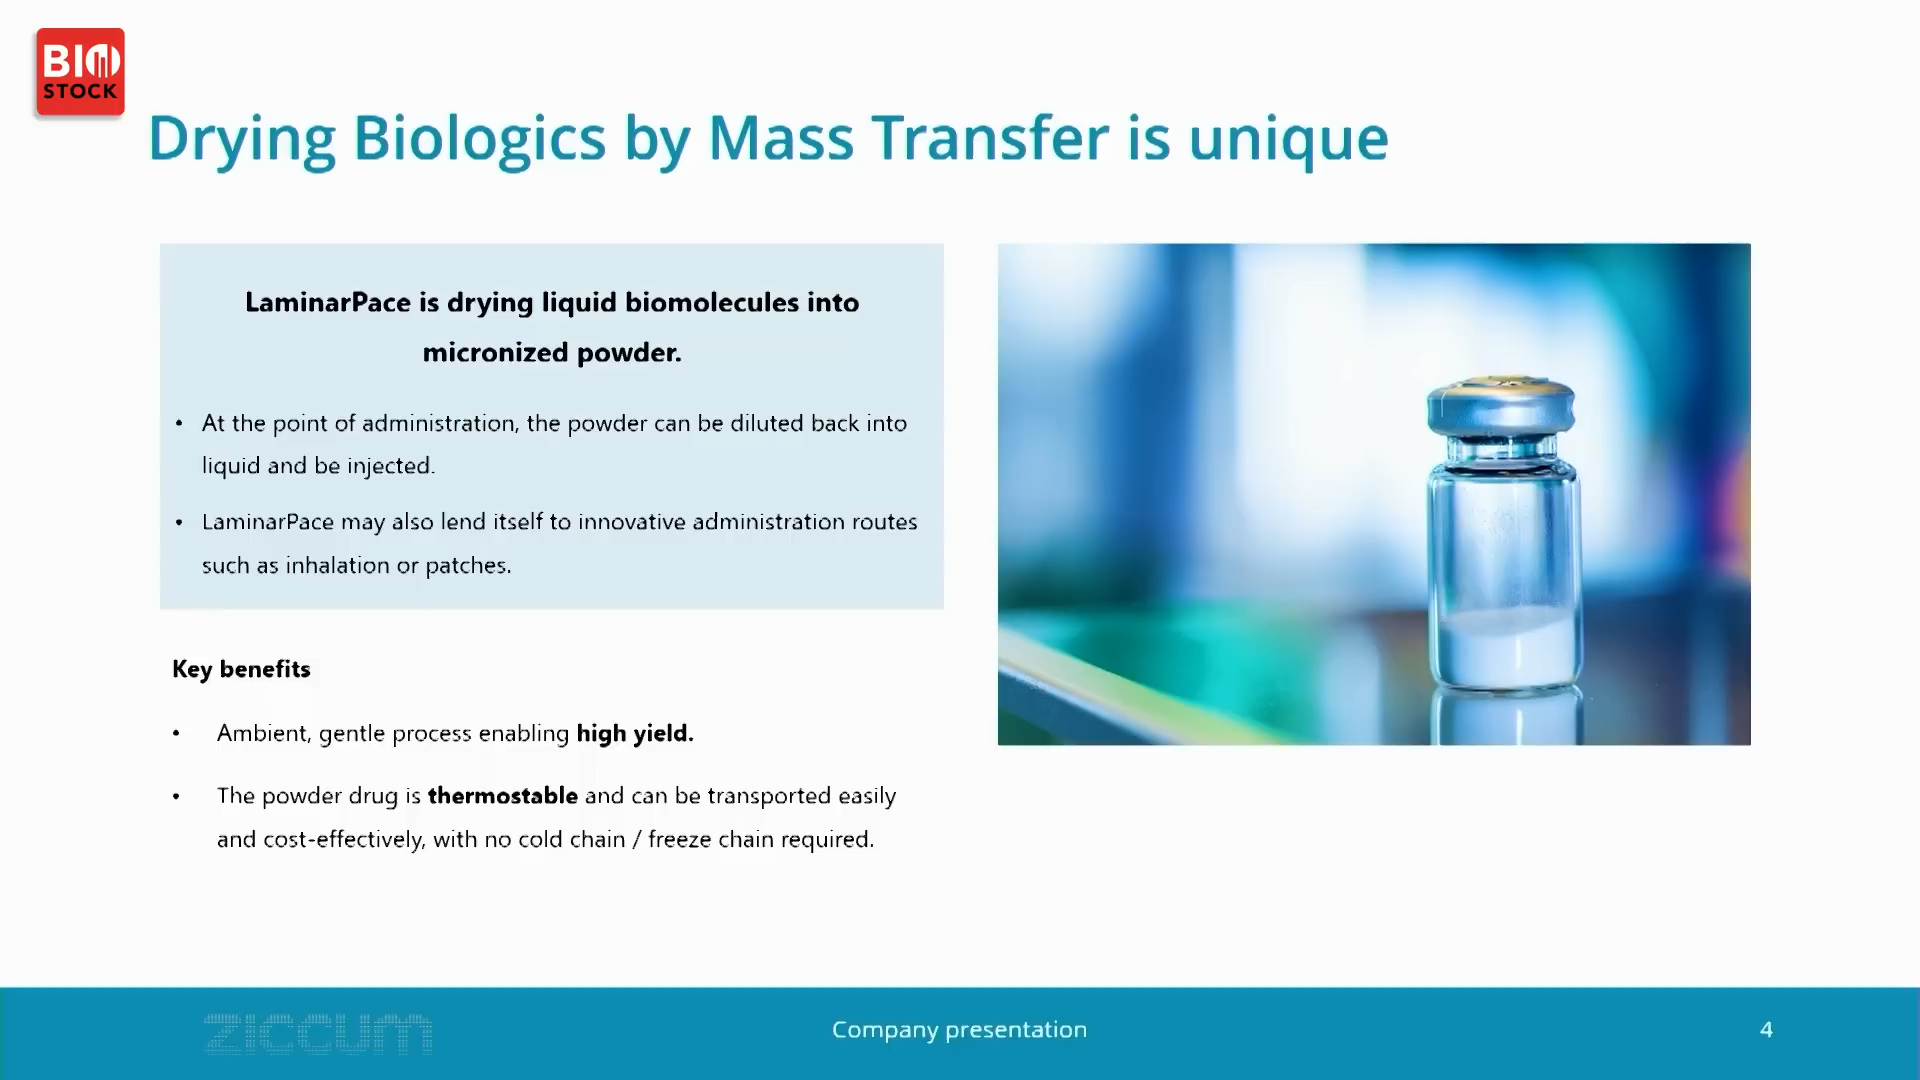 BIO
STOCK
Drying Biologics by Mass Transfer is unique
LaminarPace is drying liquid biomolecules into
micronized powder.
• At the point of administration, the powder can be diluted back into
liquid and be injected.
• LaminarPace may also lend itself to innovative administration routes
such as inhalation or patches.
Key benefits
• Ambient, gentle process enabling high yield.
• The powder drug is thermostable and can be transported easily
and cost-effectively, with no cold chain / freeze chain required.
ziccum
Company presentation
4